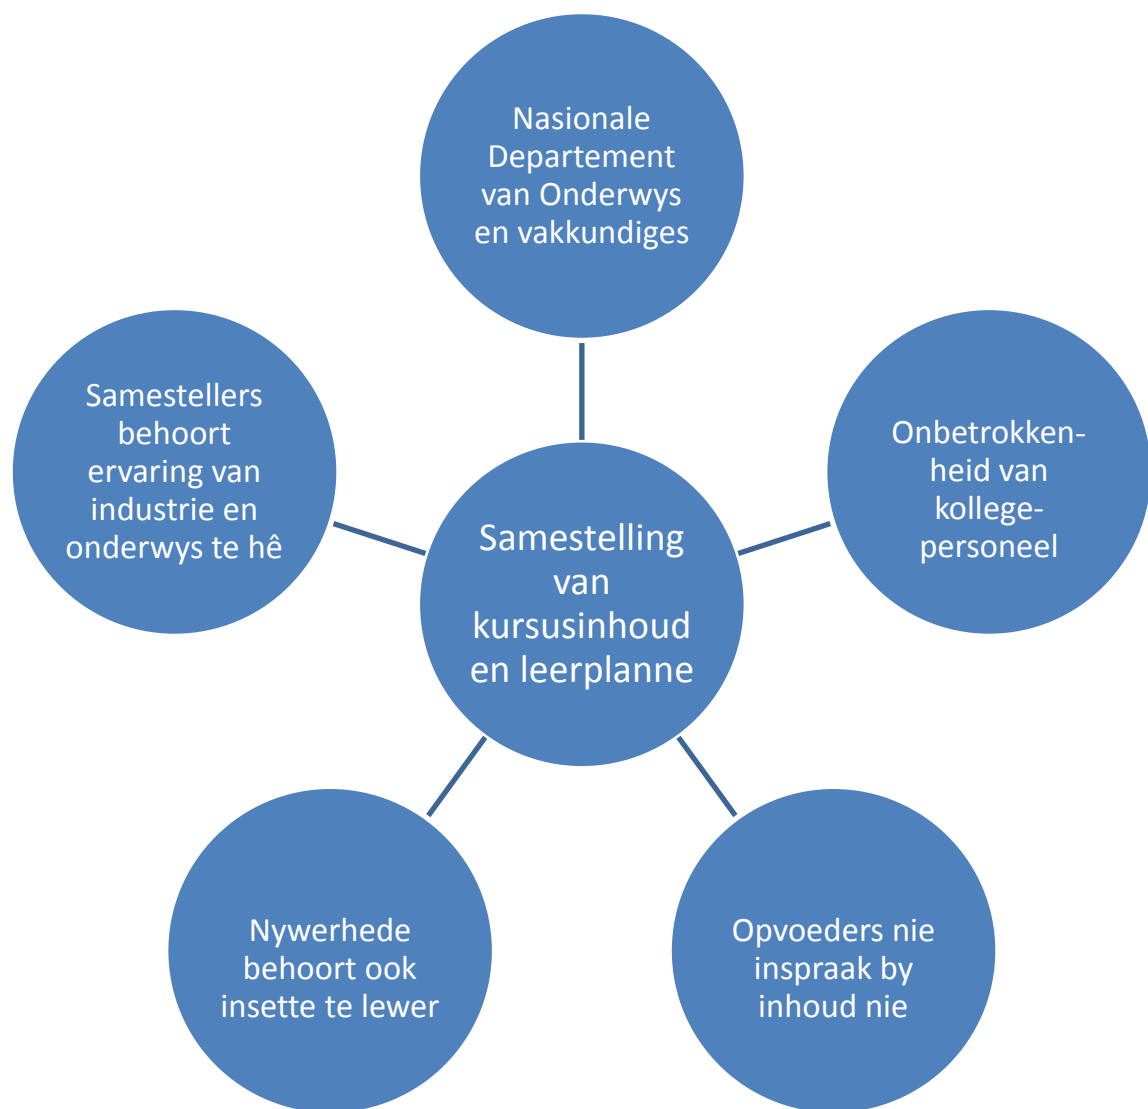 Nasionale
Departement
van Onderwys
en vakkundiges
Samestellers
behoort
ervaring van
industrie en
onderwys te hê
Onbetrokken-
heid van
kollege-
personeel
Samestelling
van
kursusinhoud
en leerplanne
Nywerhede
behoort ook
insette te lewer
Opvoeders nie
inspraak by
inhoud nie